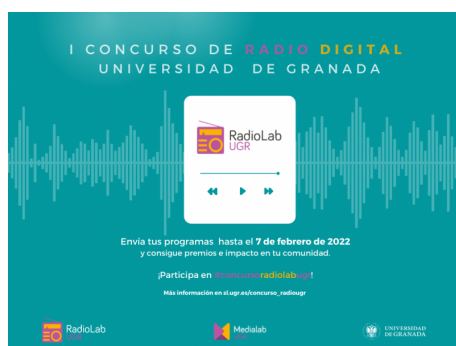 I CONCURSO DE RADIO DIGITAL
UNIVERSIDAD DE GRANADA
RadioLab
UGR
Envía tus programas hasta el 7 de febrero de 2022
y consigue premios e impacto en tu comunidad.
¡Participa en #concursoradiolabugr!
Más información en sl.ugr.es/concurso_radiougr
RadioLab
UGR
Medialab
UGR
UNIVERSIDAD
DE GRANADA